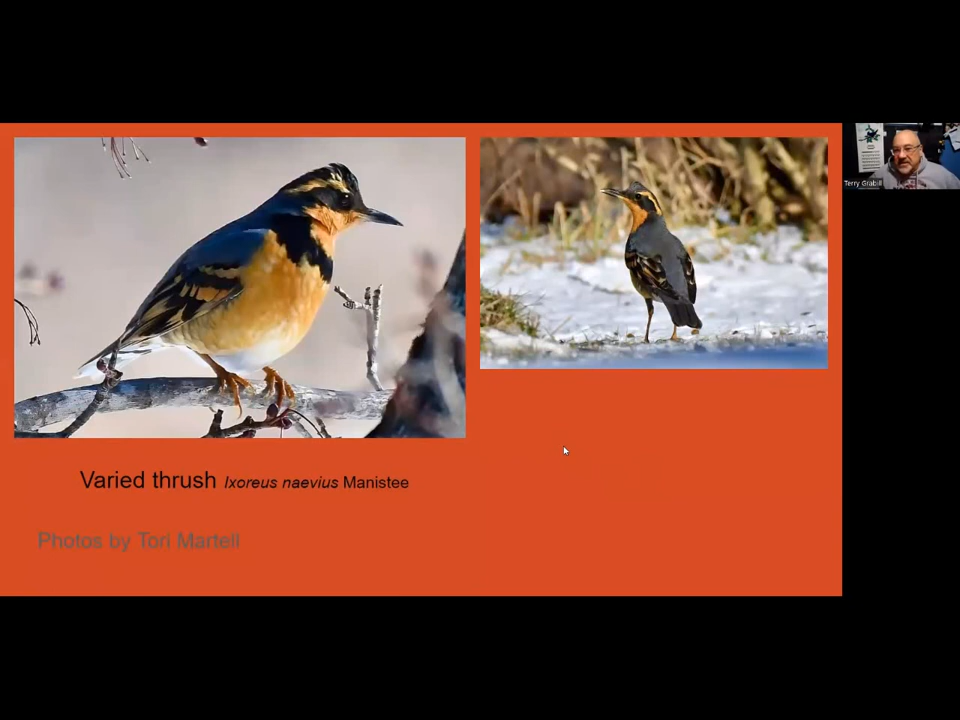 Terry Grabill
Varied thrush Ixoreus naevius Manistee
Photos by Tori Martell